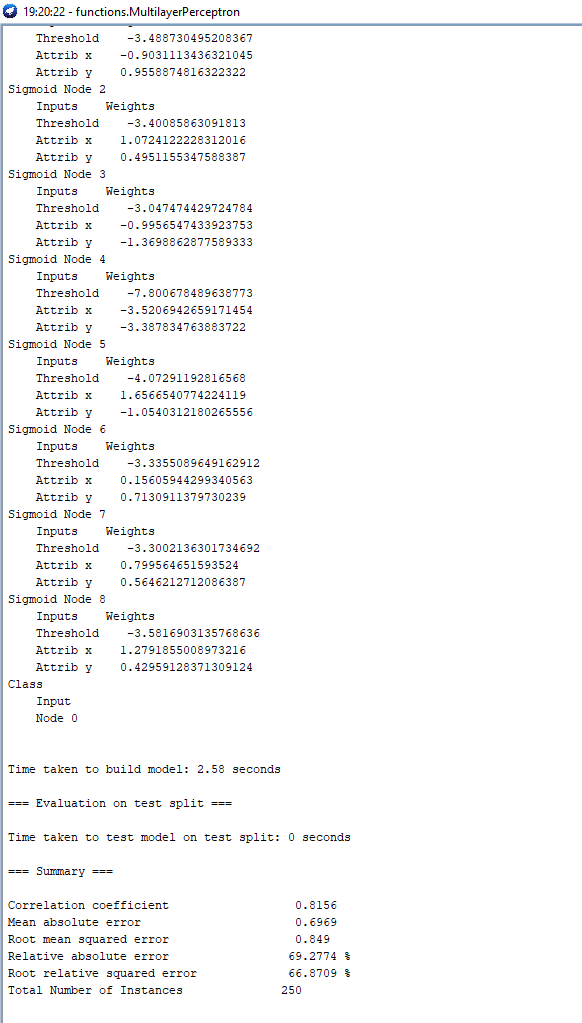 19:20:22 - functions.MultilayerPerceptron
Threshold -3.488730495208367
Attrib x -0.9031113436321045
Attrib y 0.9558874816322322
Sigmoid Node 2
Inputs Weights
Threshold -3.40085863091813
Attrib x 1.0724122228312016
Attrib y 0.4951155347588387
Sigmoid Node 3
Inputs Weights
Threshold -3.047474429724784
Attrib x -0.9956547433923753
Attrib y -1.3698862877589333
Sigmoid Node 4
Inputs Weights
Threshold -7.800678489638773
Attrib x -3.5206942659171454
Attrib y -3.387834763883722
Sigmoid Node 5
Inputs Weights
Threshold -4.07291192816568
Attrib x 1.6566540774224119
Attrib y -1.0540312180265556
Sigmoid Node 6
Inputs Weights
Threshold -3.3355089649162912
Attrib x 0.15605944299340563
Attrib y 0.7130911379730239
Sigmoid Node 7
Inputs Weights
Threshold -3.3002136301734692
Attrib x 0.799564651593524
Attrib y 0.5646212712086387
Sigmoid Node 8
Inputs Weights
Threshold -3.5816903135768636
Attrib x 1.2791855008973216
Attrib y 0.42959128371309124
Class
Input
Node 0
Time taken to build model: 2.58 seconds
=== Evaluation on test split ===
Time taken to test model on test split: 0 seconds
=== Summary ===
Correlation coefficient 0.8156
Mean absolute error 0.6969
Root mean squared error 0.849
Relative absolute error 69.2774 %
Root relative squared error 66.8709 %
Total Number of Instances 250